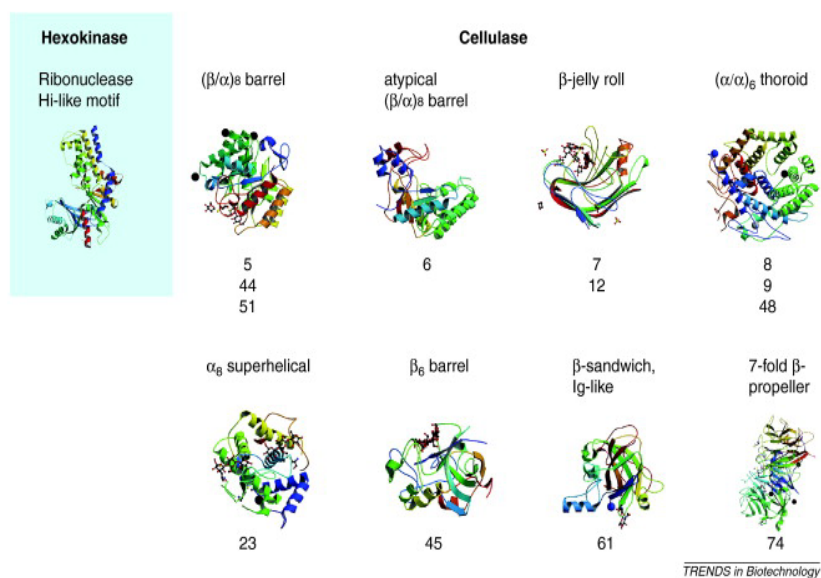 Hexokinase
Cellulase
Ribonuclease
Hi-like motif
(β/α)₈ barrel
atypical
(β/α)₈ barrel
β-jelly roll
(α/α)₆ thoroid
5
44
51
6
7
12
8
9
48
α₈ superhelical
β₆ barrel
β-sandwich,
Ig-like
7-fold β-
propeller
23
45
61
74
TRENDS in Biotechnology